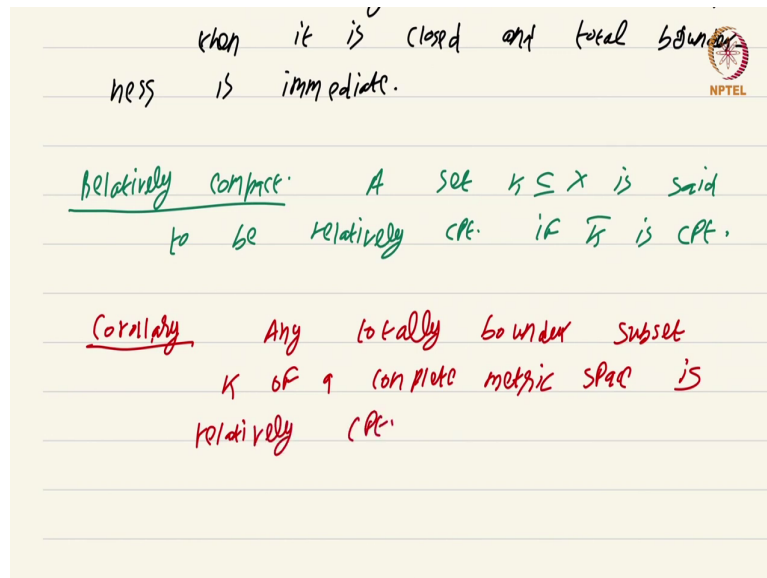 then it is closed and total bounded
NPTEL
ness is immediate.
Relatively compact. A set K ⊆ X is said
to be relatively cpt. if K̅ is cpt.
Corollary Any totally bounder subset
K of a complete metric space is
relatively cpt.